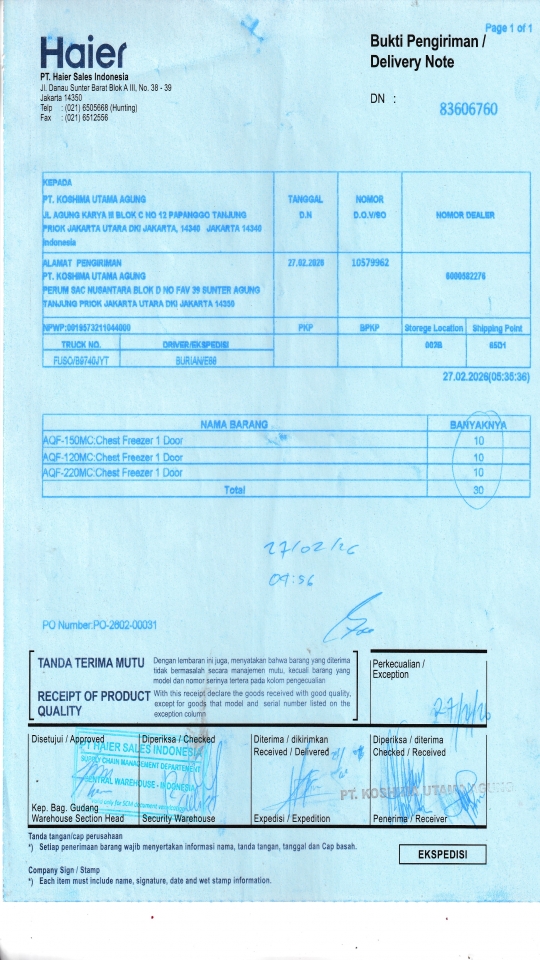 Page 1 of 1
Haier
Bukti Pengiriman /
Delivery Note
PT. Haier Sales Indonesia
Jl. Danau Sunter Barat Blok A III, No. 38 - 39
Jakarta 14350
Telp : (021) 6505668 (Hunting)
Fax : (021) 6512556
DN : 83606760
KEPADA
PT. KOSHIMA UTAMA AGUNG
JL AGUNG KARYA III BLOK C NO 12 PAPANGGO TANJUNG
PRIOK JAKARTA UTARA DKI JAKARTA, 14340 JAKARTA 14340
Indonesia
TANGGAL
D.N
NOMOR
D.O.V/SO
NOMOR DEALER
ALAMAT PENGIRIMAN
PT. KOSHIMA UTAMA AGUNG
PERUM SAC NUSANTARA BLOK D NO FAV 39 SUNTER AGUNG
TANJUNG PRIOK JAKARTA UTARA DKI JAKARTA 14350
27.02.2026
10579962
NPWP:0019573211044000
PKP
BPKP
Storage Location
Shipping Point
TRUCK NO.
DRIVER/EKSPEDISI
FUSO/B9740JYT
27.02.2026(05:35:36)
NAMA BARANG
BANYAKNYA
AQF-150MC:Chest Freezer 1 Door 10
AQF-120MC:Chest Freezer 1 Door 10
AQF-220MC:Chest Freezer 1 Door 10
Total 30
27/02/26
09:56
PO Number:PO-2602-00031
TANDA TERIMA MUTU
Dengan lembaran ini juga, menyatakan bahwa barang yang diterima
tidak bermasalah secara manajemen mutu, kecuali barang yang
model dan nomor serinya tertera pada kolom pengecualian
RECEIPT OF PRODUCT
QUALITY
With this receipt declare the goods received with good quality,
except for goods that model and serial number listed on the
exception column
Perkecualian /
Exception
Disetujui / Approved
Diperiksa / Checked
Diterima / dikirimkan
Received / Delivered
Diperiksa / diterima
Checked / Received
PT HAIER SALES INDONESIA
SUPPLY CHAIN MANAGEMENT DEPARTEMENT
CENTRAL WAREHOUSE - INDONESIA
PT. KOSHIMA UTAMA AGUNG
Kep. Bag. Gudang
Warehouse Section Head
Security Warehouse
Expedisi / Expedition
Penerima / Receiver
Tanda tangan/cap perusahaan
*) Setiap penerimaan barang wajib menyertakan informasi nama, tanda tangan, tanggal dan Cap basah.
EKSPEDISI
Company Sign / Stamp
*) Each item must include name, signature, date and wet stamp information.